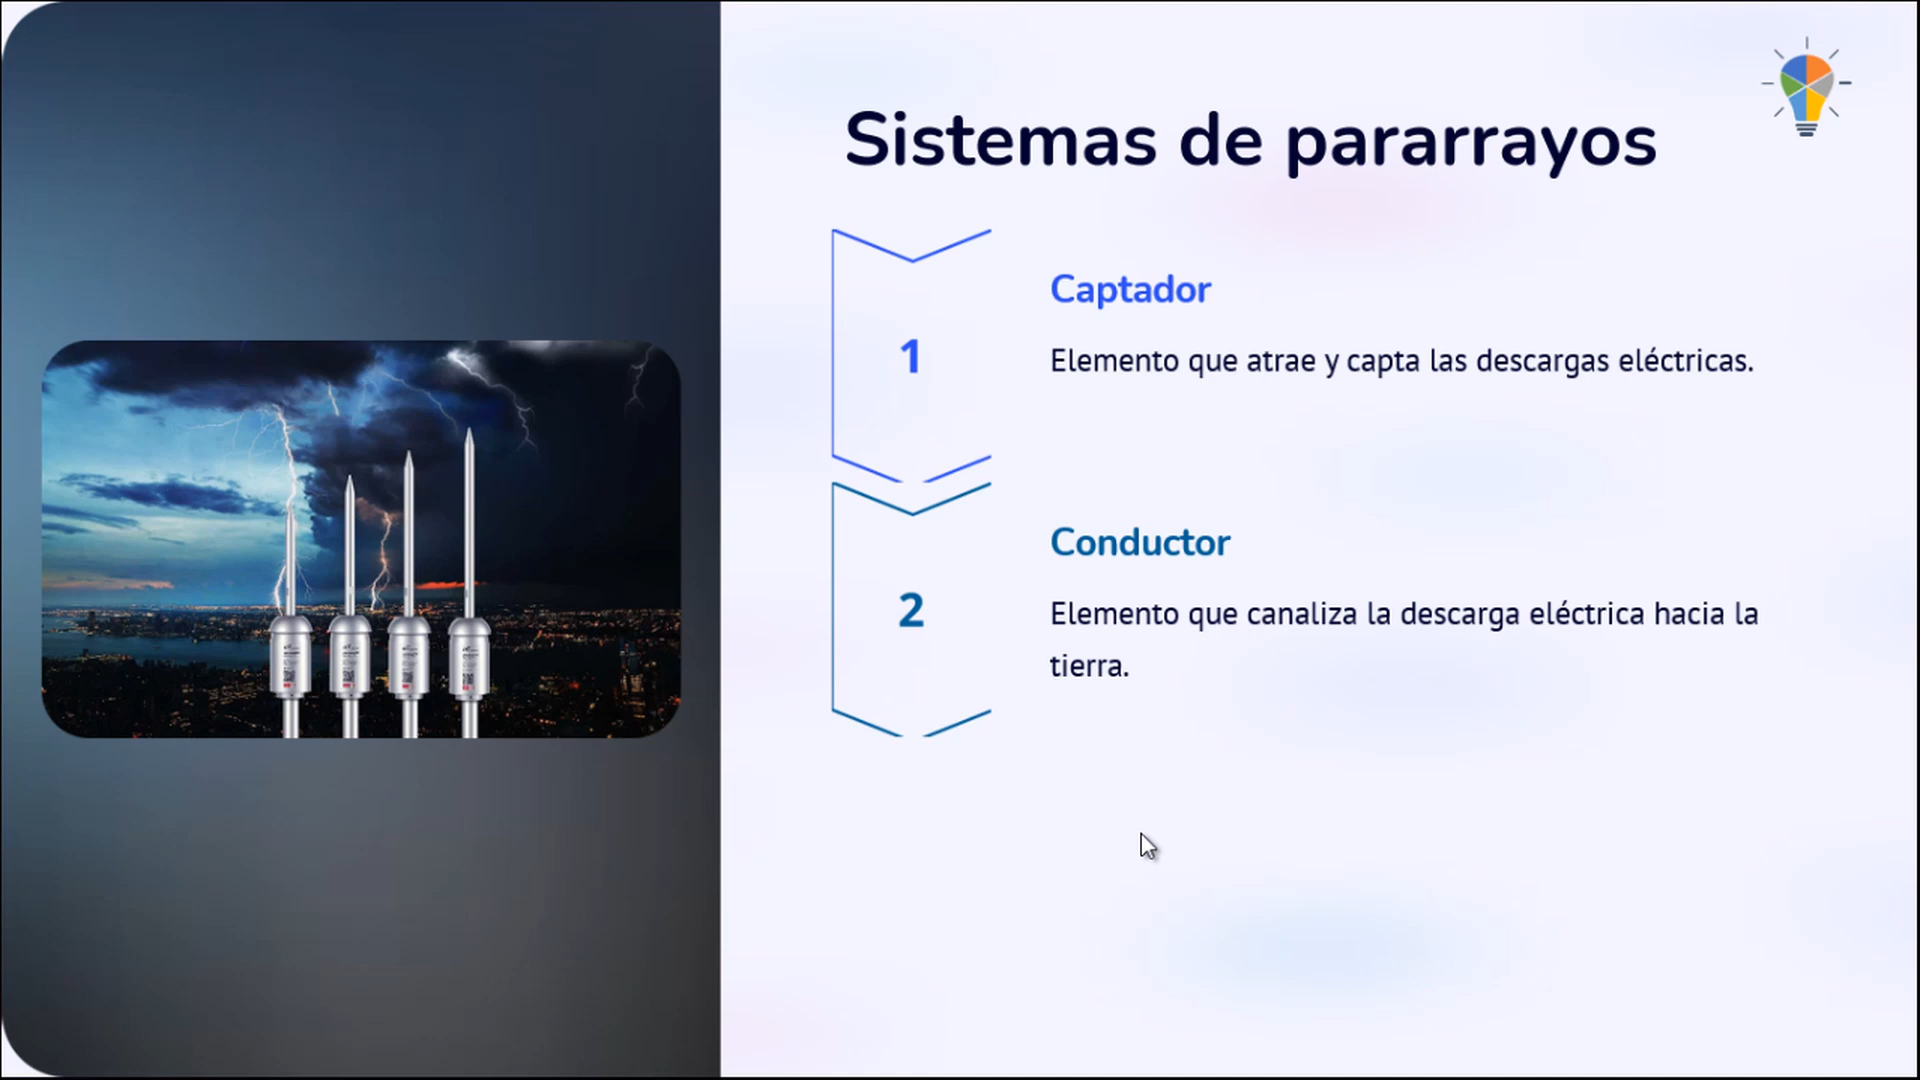 Sistemas de pararrayos
Captador
1
Elemento que atrae y capta las descargas eléctricas.
Conductor
2
Elemento que canaliza la descarga eléctrica hacia la
tierra.